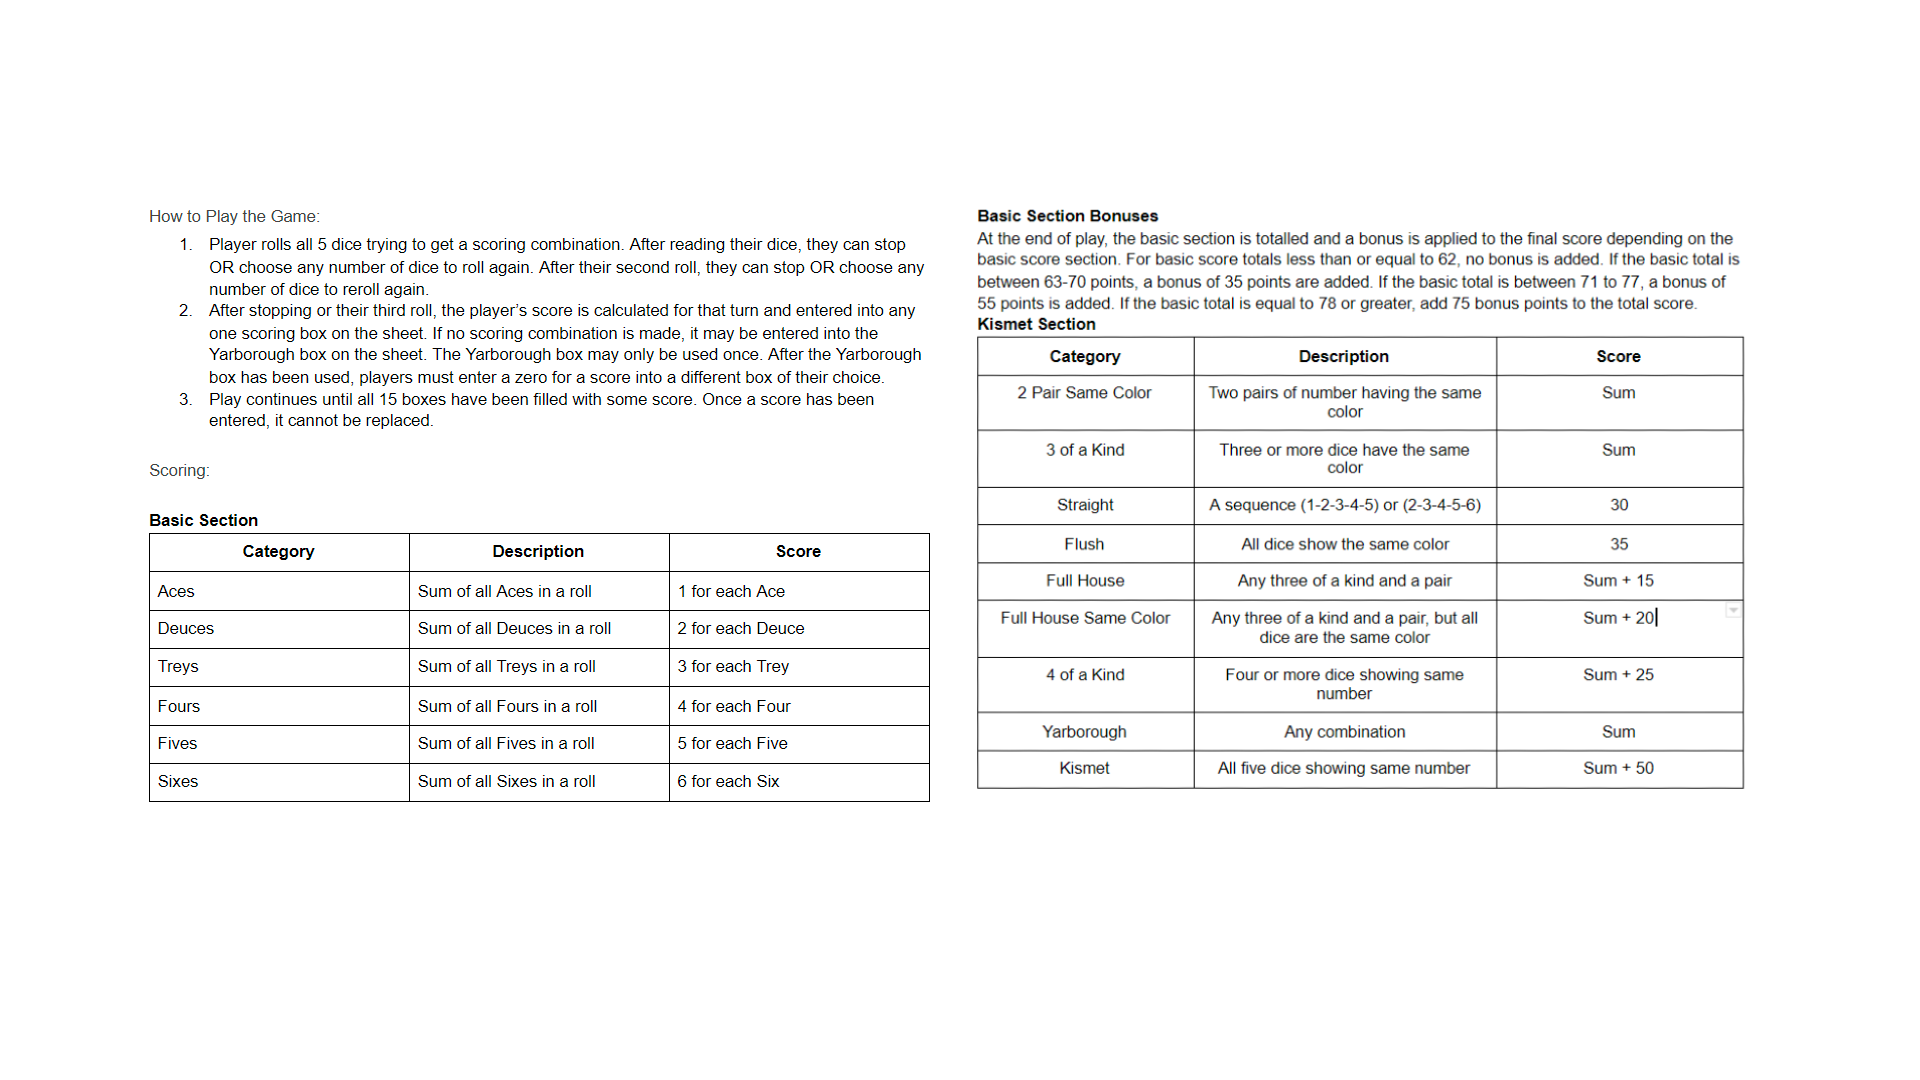 How to Play the Game:
1. Player rolls all 5 dice trying to get a scoring combination. After reading their dice, they can stop
OR choose any number of dice to roll again. After their second roll, they can stop OR choose any
number of dice to reroll again.
2. After stopping or their third roll, the player's score is calculated for that turn and entered into any
one scoring box on the sheet. If no scoring combination is made, it may be entered into the
Yarborough box on the sheet. The Yarborough box may only be used once. After the Yarborough
box has been used, players must enter a zero for a score into a different box of their choice.
3. Play continues until all 15 boxes have been filled with some score. Once a score has been
entered, it cannot be replaced.
Scoring:
Basic Section
Category Description Score
Aces Sum of all Aces in a roll 1 for each Ace
Deuces Sum of all Deuces in a roll 2 for each Deuce
Treys Sum of all Treys in a roll 3 for each Trey
Fours Sum of all Fours in a roll 4 for each Four
Fives Sum of all Fives in a roll 5 for each Five
Sixes Sum of all Sixes in a roll 6 for each Six
Basic Section Bonuses
At the end of play, the basic section is totalled and a bonus is applied to the final score depending on the
basic score section. For basic score totals less than or equal to 62, no bonus is added. If the basic total is
between 63-70 points, a bonus of 35 points are added. If the basic total is between 71 to 77, a bonus of
55 points is added. If the basic total is equal to 78 or greater, add 75 bonus points to the total score.
Kismet Section
Category Description Score
2 Pair Same Color Two pairs of number having the same Sum
color
3 of a Kind Three or more dice have the same Sum
color
Straight A sequence (1-2-3-4-5) or (2-3-4-5-6) 30
Flush All dice show the same color 35
Full House Any three of a kind and a pair Sum + 15
Full House Same Color Any three of a kind and a pair, but all Sum + 20
dice are the same color
4 of a Kind Four or more dice showing same Sum + 25
number
Yarborough Any combination Sum
Kismet All five dice showing same number Sum + 50